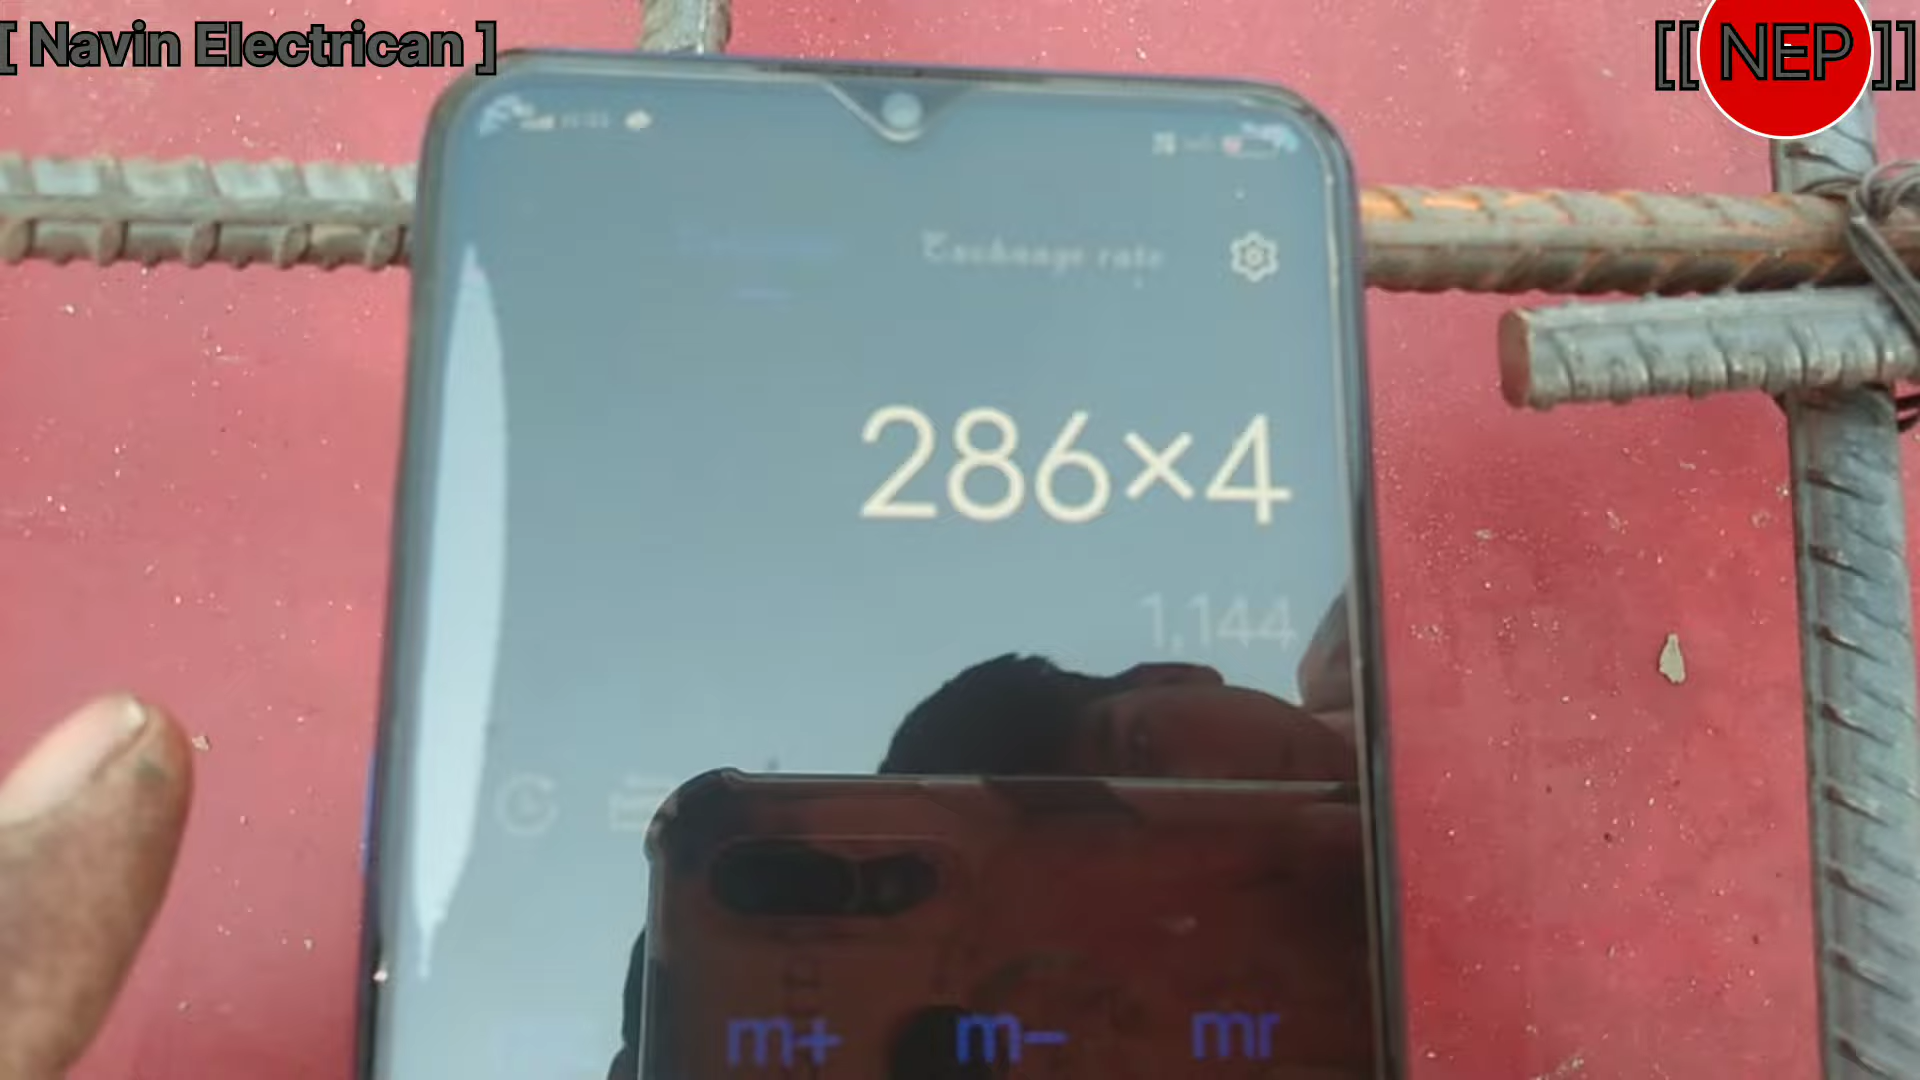 [ Navin Electrican ]
[[ NEP ]]
Exchange rate
286×4
1,144
m+ m− mr